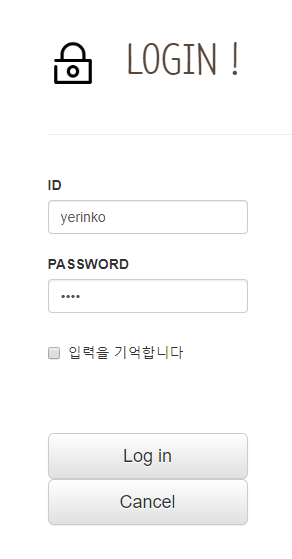 LOGIN !
ID
yerinko
PASSWORD
••••
입력을 기억합니다
Log in
Cancel